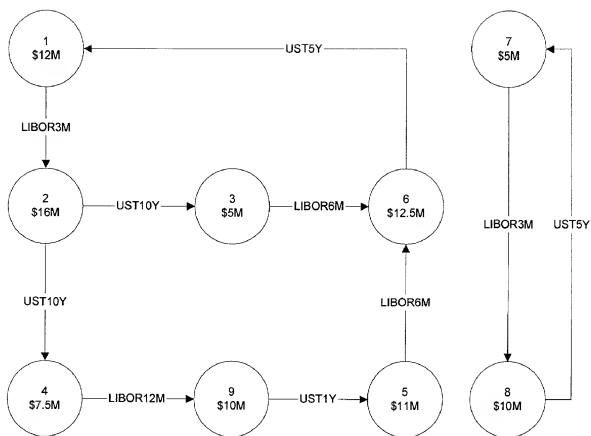 1
$12M
UST5Y
7
$5M
LIBOR3M
2
$16M
UST10Y
3
$5M
LIBOR6M
6
$12.5M
LIBOR3M
UST5Y
UST10Y
LIBOR6M
4
$7.5M
LIBOR12M
9
$10M
UST1Y
5
$11M
8
$10M